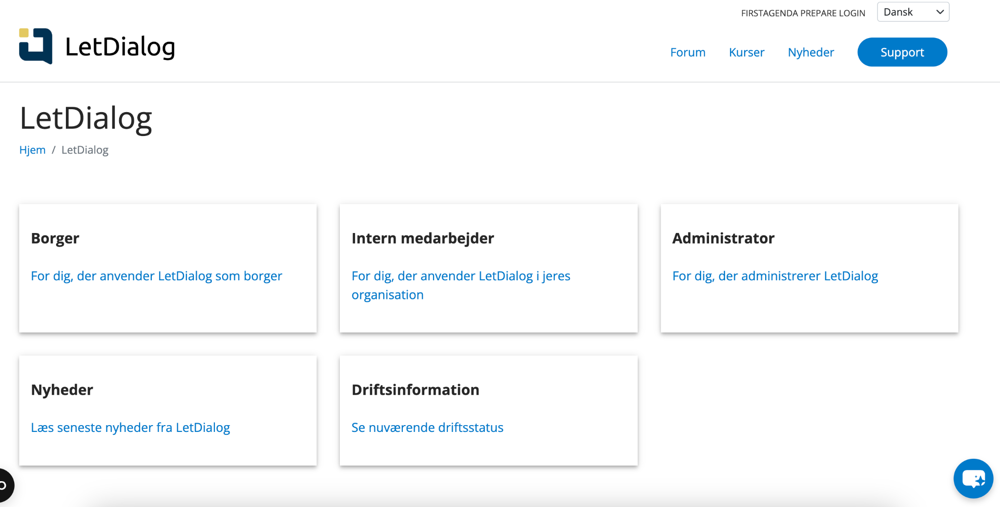 FIRSTAGENDA PREPARE LOGIN
Dansk
LetDialog
Forum
Kurser
Nyheder
Support
LetDialog
Hjem / LetDialog
Borger
For dig, der anvender LetDialog som borger
Intern medarbejder
For dig, der anvender LetDialog i jeres
organisation
Administrator
For dig, der administrerer LetDialog
Nyheder
Læs seneste nyheder fra LetDialog
Driftsinformation
Se nuværende driftsstatus